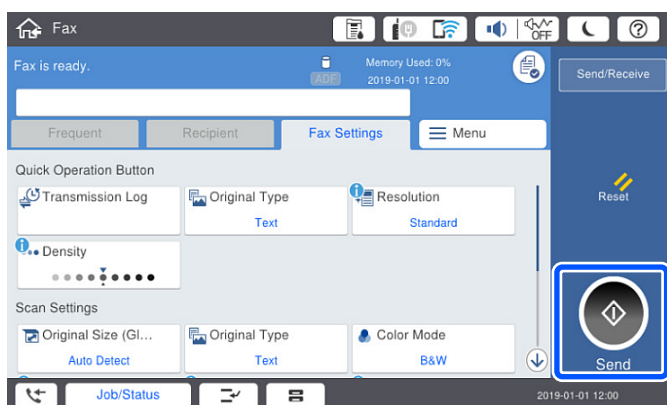 Fax
OFF
Fax is ready.
ADF
Memory Used: 0%
2019-01-01 12:00
Send/Receive
Frequent
Recipient
Fax Settings
Menu
Quick Operation Button
Transmission Log
Original Type
Text
Resolution
Standard
Reset
Density
Scan Settings
Original Size (Gl...
Auto Detect
Original Type
Text
Color Mode
B&W
Send
Job/Status
2019-01-01 12:00